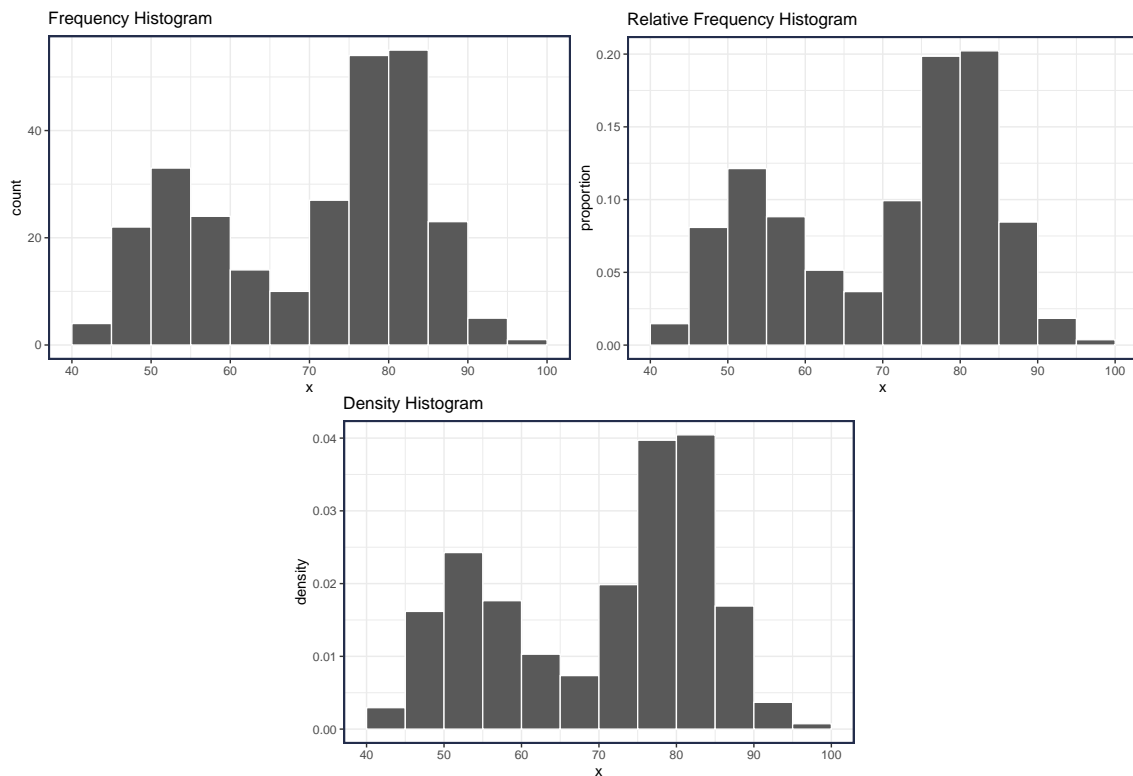 Frequency Histogram
count
40
20
0
40 50 60 70 80 90 100
x
Relative Frequency Histogram
proportion
0.20
0.15
0.10
0.05
0.00
40 50 60 70 80 90 100
x
Density Histogram
density
0.04
0.03
0.02
0.01
0.00
40 50 60 70 80 90 100
x